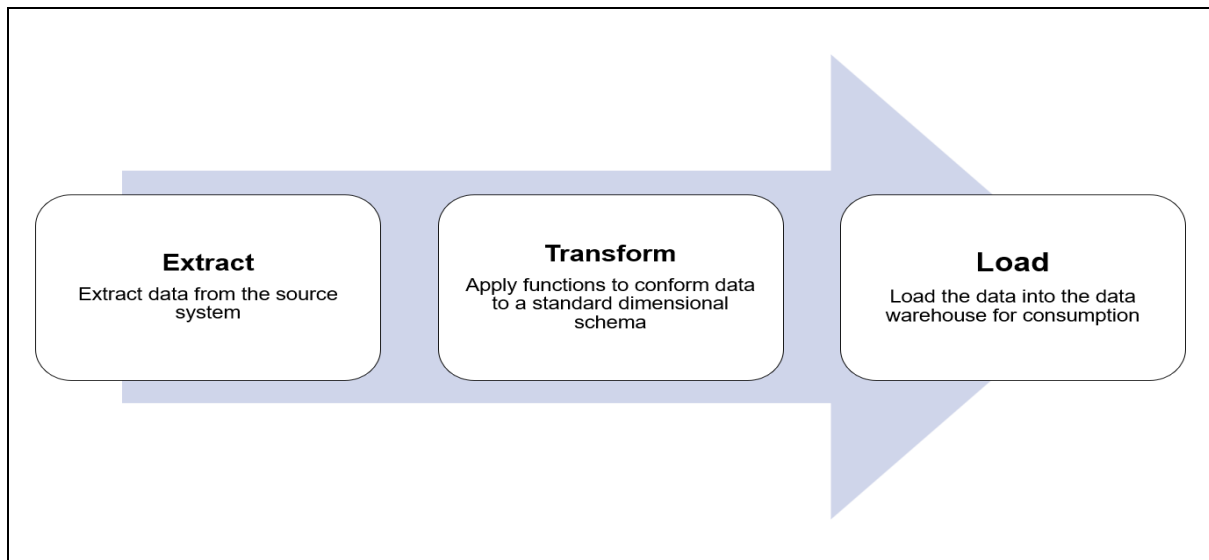 Extract
Extract data from the source
system
Transform
Apply functions to conform data
to a standard dimensional
schema
Load
Load the data into the data
warehouse for consumption